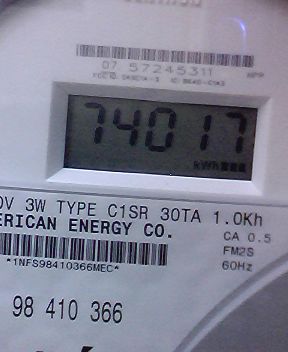 07 57245311
74017
kWh
0V 3W TYPE C1SR 30TA 1.0Kh
ERICAN ENERGY CO.
CA 0.5
FM2S
*1NFS98410366MEC*
60Hz
98 410 366